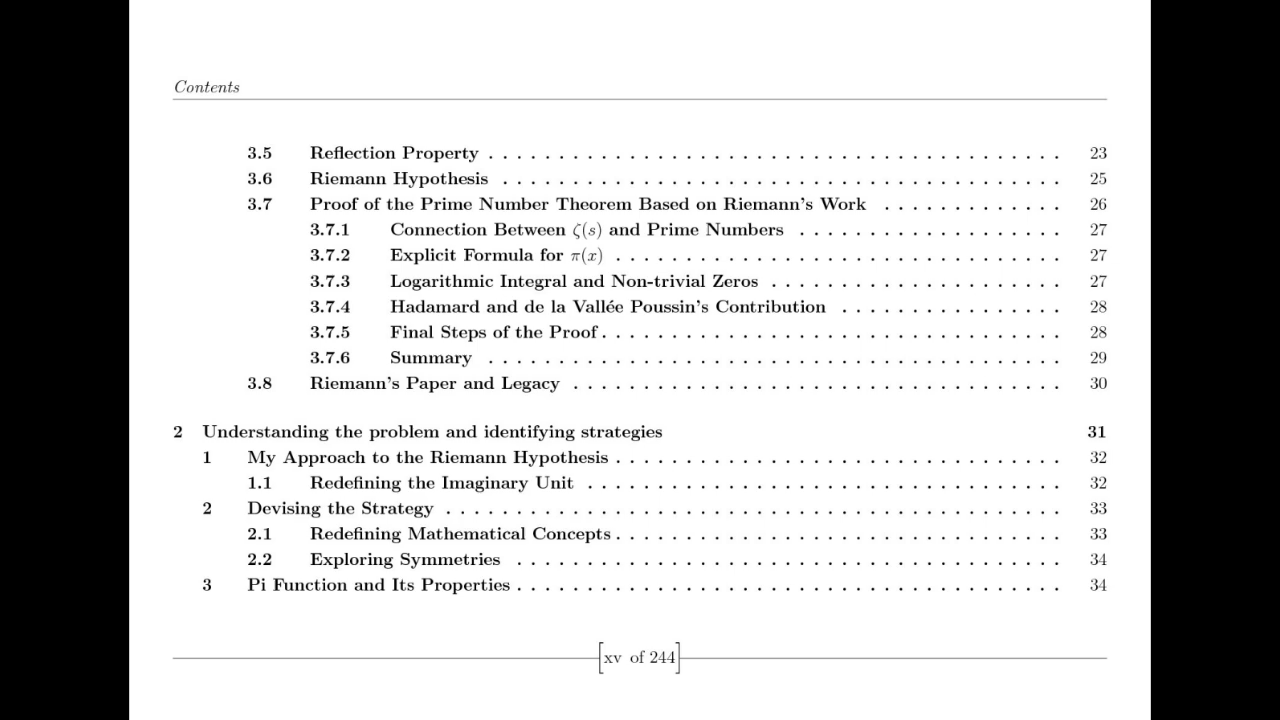 Contents
3.5 Reflection Property . . . . . . . . . . . . . . . . . . . . . . . . . . . . . . . . . . . . . . . . . 23
3.6 Riemann Hypothesis . . . . . . . . . . . . . . . . . . . . . . . . . . . . . . . . . . . . . . . . 25
3.7 Proof of the Prime Number Theorem Based on Riemann's Work . . . . . . . . . . . . . 26
3.7.1 Connection Between ζ(s) and Prime Numbers . . . . . . . . . . . . . . . . . . . 27
3.7.2 Explicit Formula for π(x) . . . . . . . . . . . . . . . . . . . . . . . . . . . . . . . . 27
3.7.3 Logarithmic Integral and Non-trivial Zeros . . . . . . . . . . . . . . . . . . . . . 27
3.7.4 Hadamard and de la Vallée Poussin's Contribution . . . . . . . . . . . . . . . . 28
3.7.5 Final Steps of the Proof . . . . . . . . . . . . . . . . . . . . . . . . . . . . . . . . . 28
3.7.6 Summary . . . . . . . . . . . . . . . . . . . . . . . . . . . . . . . . . . . . . . . . . 29
3.8 Riemann's Paper and Legacy . . . . . . . . . . . . . . . . . . . . . . . . . . . . . . . . . . . 30
2 Understanding the problem and identifying strategies 31
1 My Approach to the Riemann Hypothesis . . . . . . . . . . . . . . . . . . . . . . . . . . . . . . . . 32
1.1 Redefining the Imaginary Unit . . . . . . . . . . . . . . . . . . . . . . . . . . . . . . . . . . 32
2 Devising the Strategy . . . . . . . . . . . . . . . . . . . . . . . . . . . . . . . . . . . . . . . . . . . . 33
2.1 Redefining Mathematical Concepts . . . . . . . . . . . . . . . . . . . . . . . . . . . . . . . . 33
2.2 Exploring Symmetries . . . . . . . . . . . . . . . . . . . . . . . . . . . . . . . . . . . . . . . 34
3 Pi Function and Its Properties . . . . . . . . . . . . . . . . . . . . . . . . . . . . . . . . . . . . . . . 34
[xv of 244]